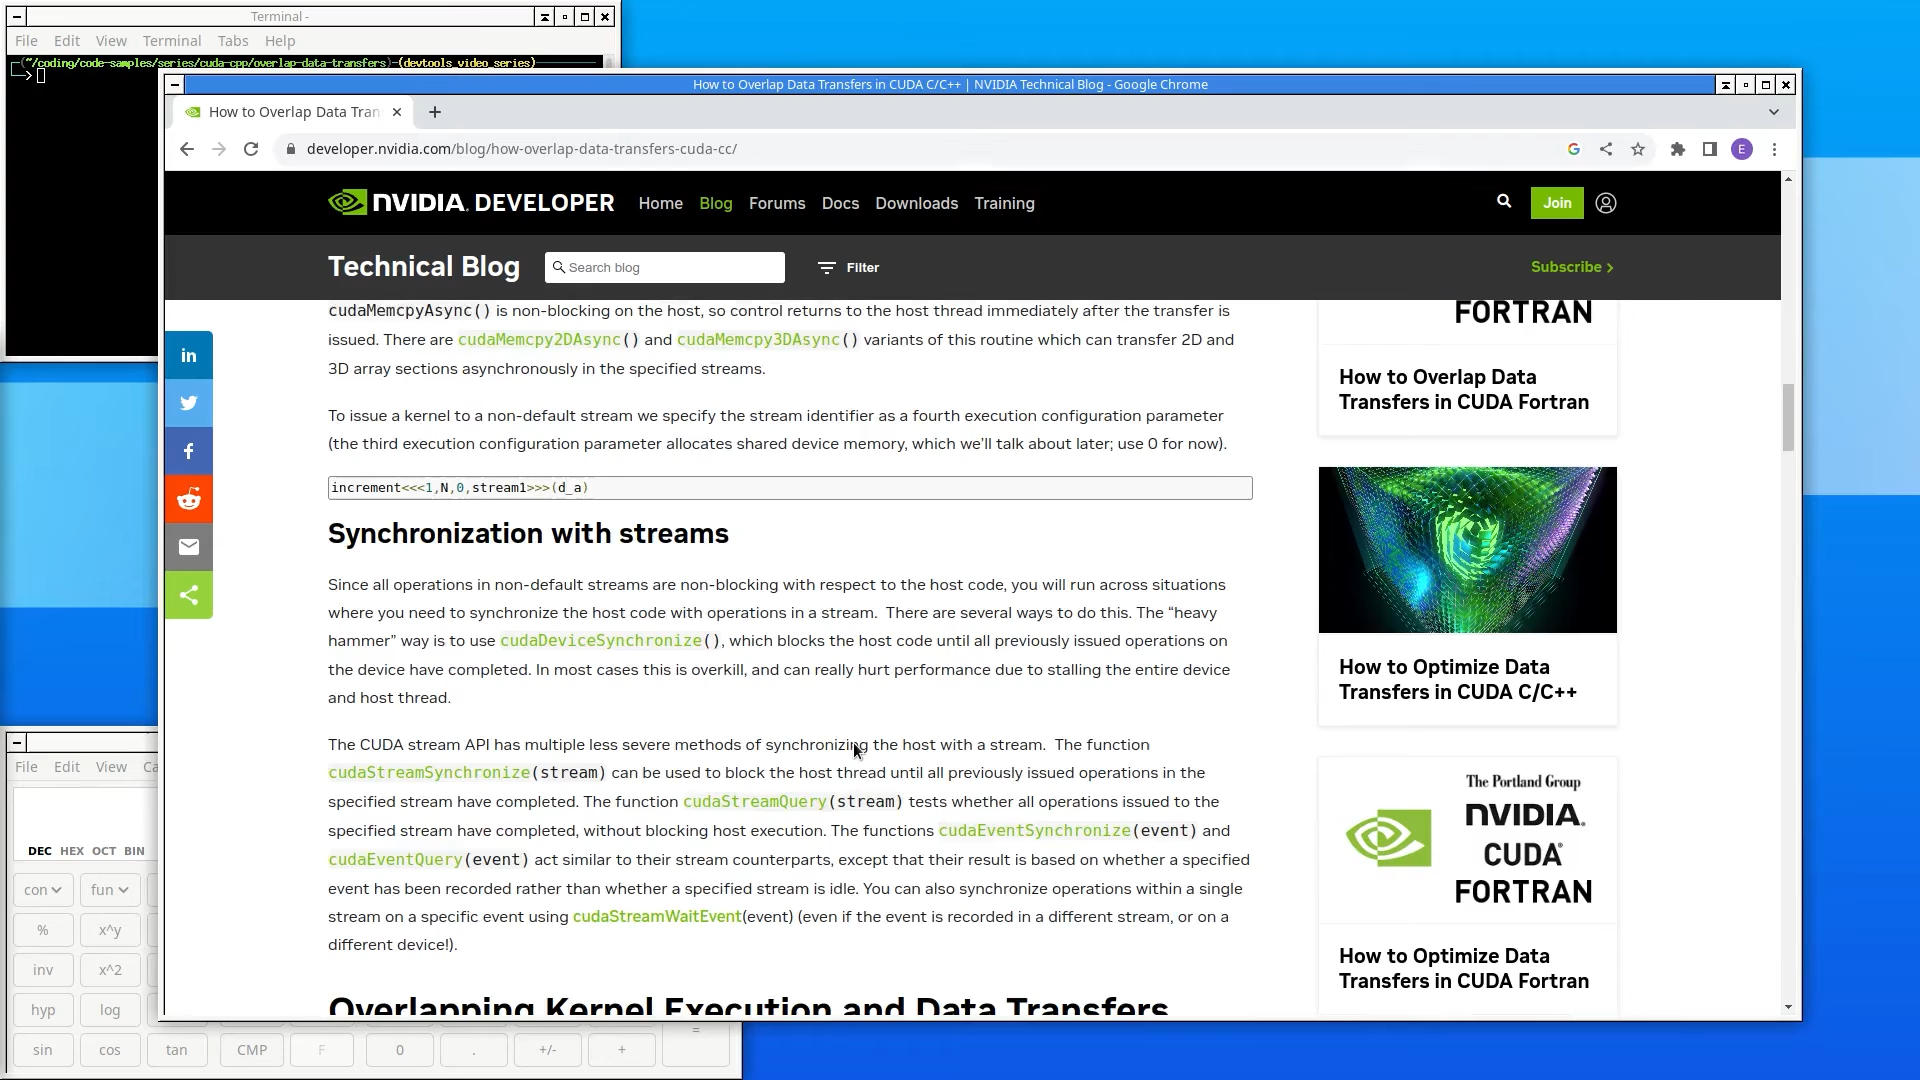 Terminal -
File Edit View Terminal Tabs Help
(~/coding/code-samples/series/cuda-cpp/overlap-data-transfers)-(devtools_video_series)
How to Overlap Data Transfers in CUDA C/C++ | NVIDIA Technical Blog - Google Chrome
How to Overlap Data Tran
developer.nvidia.com/blog/how-overlap-data-transfers-cuda-cc/
E
NVIDIA. DEVELOPER Home Blog Forums Docs Downloads Training Join
Technical Blog Search blog Filter Subscribe >
cudaMemcpyAsync() is non-blocking on the host, so control returns to the host thread immediately after the transfer is
issued. There are cudaMemcpy2DAsync() and cudaMemcpy3DAsync() variants of this routine which can transfer 2D and
3D array sections asynchronously in the specified streams.
To issue a kernel to a non-default stream we specify the stream identifier as a fourth execution configuration parameter
(the third execution configuration parameter allocates shared device memory, which we’ll talk about later; use 0 for now).
increment<<<1,N,0,stream1>>>(d_a)
Synchronization with streams
Since all operations in non-default streams are non-blocking with respect to the host code, you will run across situations
where you need to synchronize the host code with operations in a stream. There are several ways to do this. The “heavy
hammer” way is to use cudaDeviceSynchronize(), which blocks the host code until all previously issued operations on
the device have completed. In most cases this is overkill, and can really hurt performance due to stalling the entire device
and host thread.
The CUDA stream API has multiple less severe methods of synchronizing the host with a stream. The function
cudaStreamSynchronize(stream) can be used to block the host thread until all previously issued operations in the
specified stream have completed. The function cudaStreamQuery(stream) tests whether all operations issued to the
specified stream have completed, without blocking host execution. The functions cudaEventSynchronize(event) and
cudaEventQuery(event) act similar to their stream counterparts, except that their result is based on whether a specified
event has been recorded rather than whether a specified stream is idle. You can also synchronize operations within a single
stream on a specific event using cudaStreamWaitEvent(event) (even if the event is recorded in a different stream, or on a
different device!).
Overlapping Kernel Execution and Data Transfers
in
FORTRAN
How to Overlap Data
Transfers in CUDA Fortran
How to Optimize Data
Transfers in CUDA C/C++
The Portland Group
NVIDIA.
CUDA®
FORTRAN
How to Optimize Data
Transfers in CUDA Fortran
File Edit View Ca
DEC HEX OCT BIN
con fun
% x^y
inv x^2
hyp log =
sin cos tan CMP F 0 . +/- +